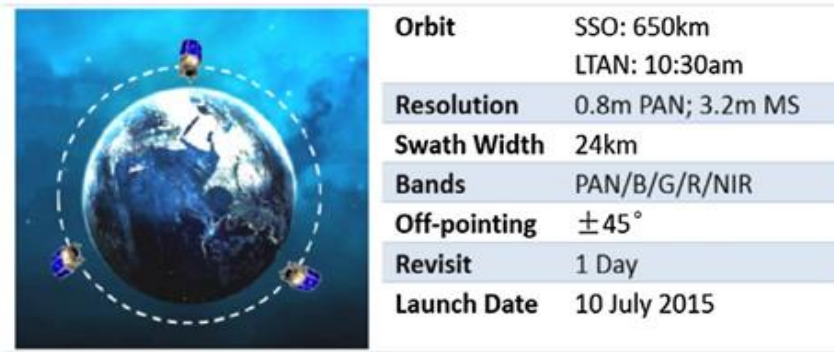 Orbit SSO: 650km
LTAN: 10:30am
Resolution 0.8m PAN; 3.2m MS
Swath Width 24km
Bands PAN/B/G/R/NIR
Off-pointing ±45°
Revisit 1 Day
Launch Date 10 July 2015